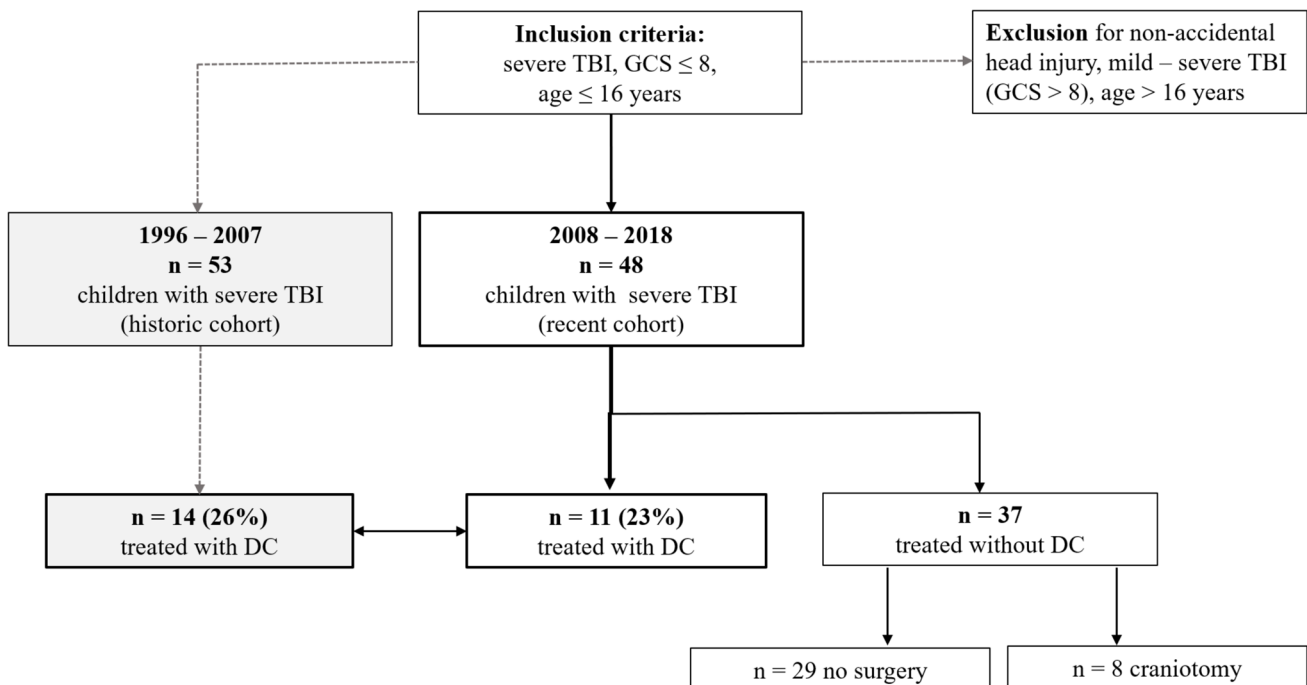 Inclusion criteria:
severe TBI, GCS ≤ 8,
age ≤ 16 years
Exclusion for non-accidental
head injury, mild – severe TBI
(GCS > 8), age > 16 years
1996 – 2007
n = 53
children with severe TBI
(historic cohort)
2008 – 2018
n = 48
children with severe TBI
(recent cohort)
n = 14 (26%)
treated with DC
n = 11 (23%)
treated with DC
n = 37
treated without DC
n = 29 no surgery
n = 8 craniotomy